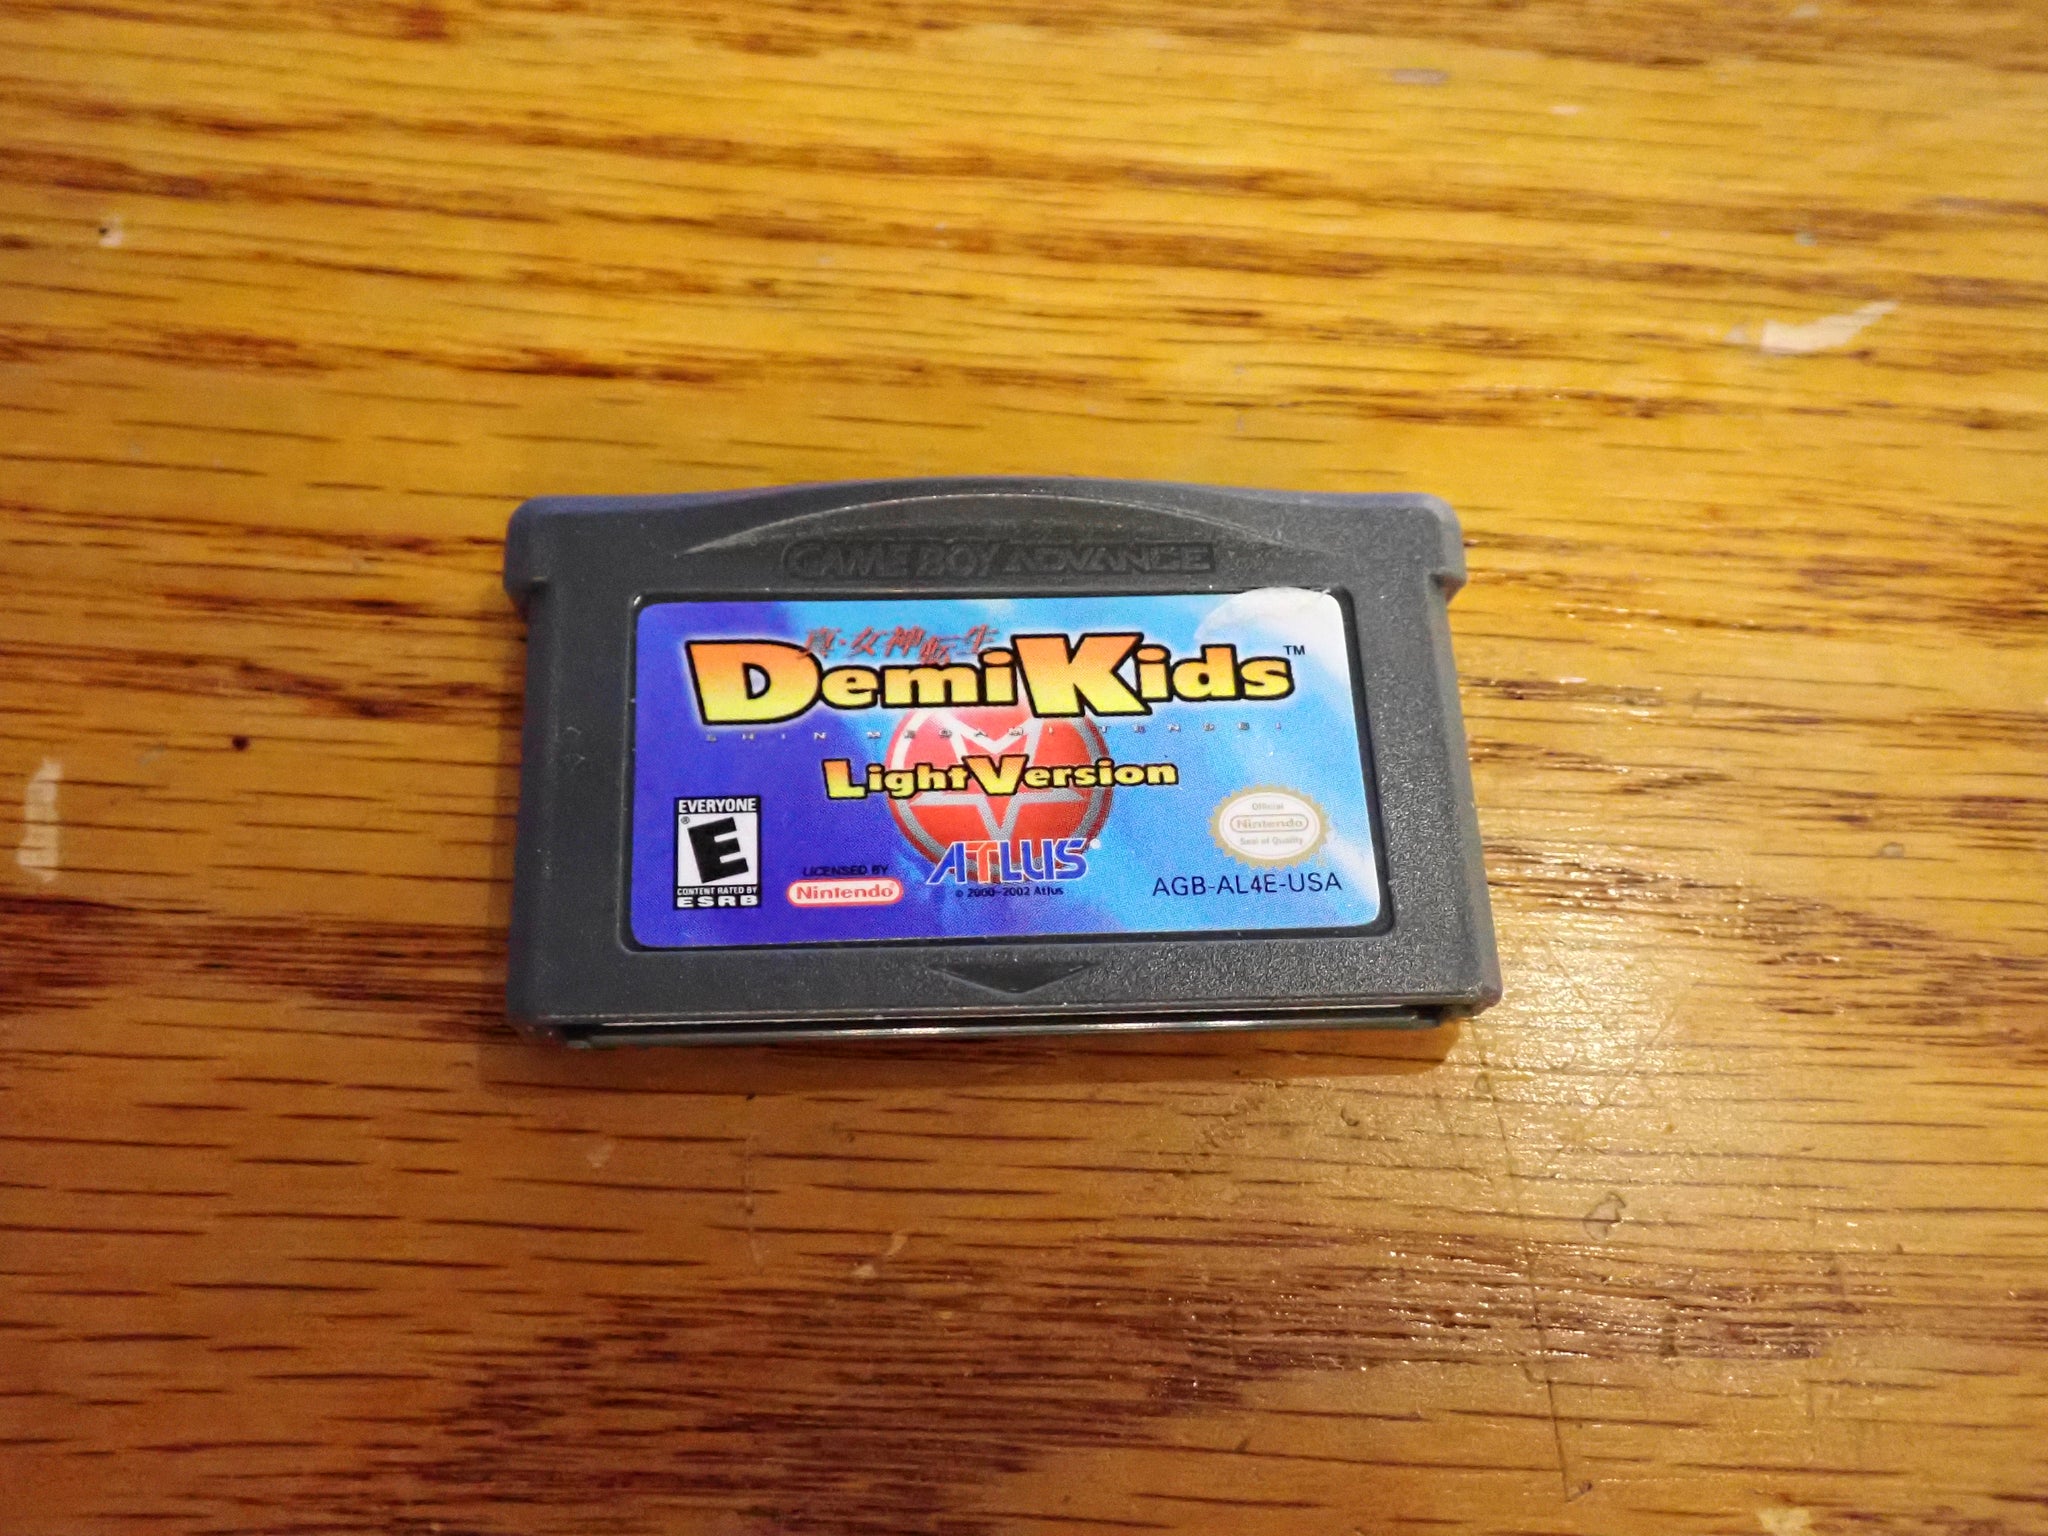 GAME BOY ADVANCE
真・女神転生
DemiKids™
SHIN MEGAMI TENSEI
Light Version
EVERYONE
E®
CONTENT RATED BY
ESRB
LICENSED BY
Nintendo®
ATLUS®
© 2000-2002 Atlus
Official
Nintendo
Seal of Quality
AGB-AL4E-USA